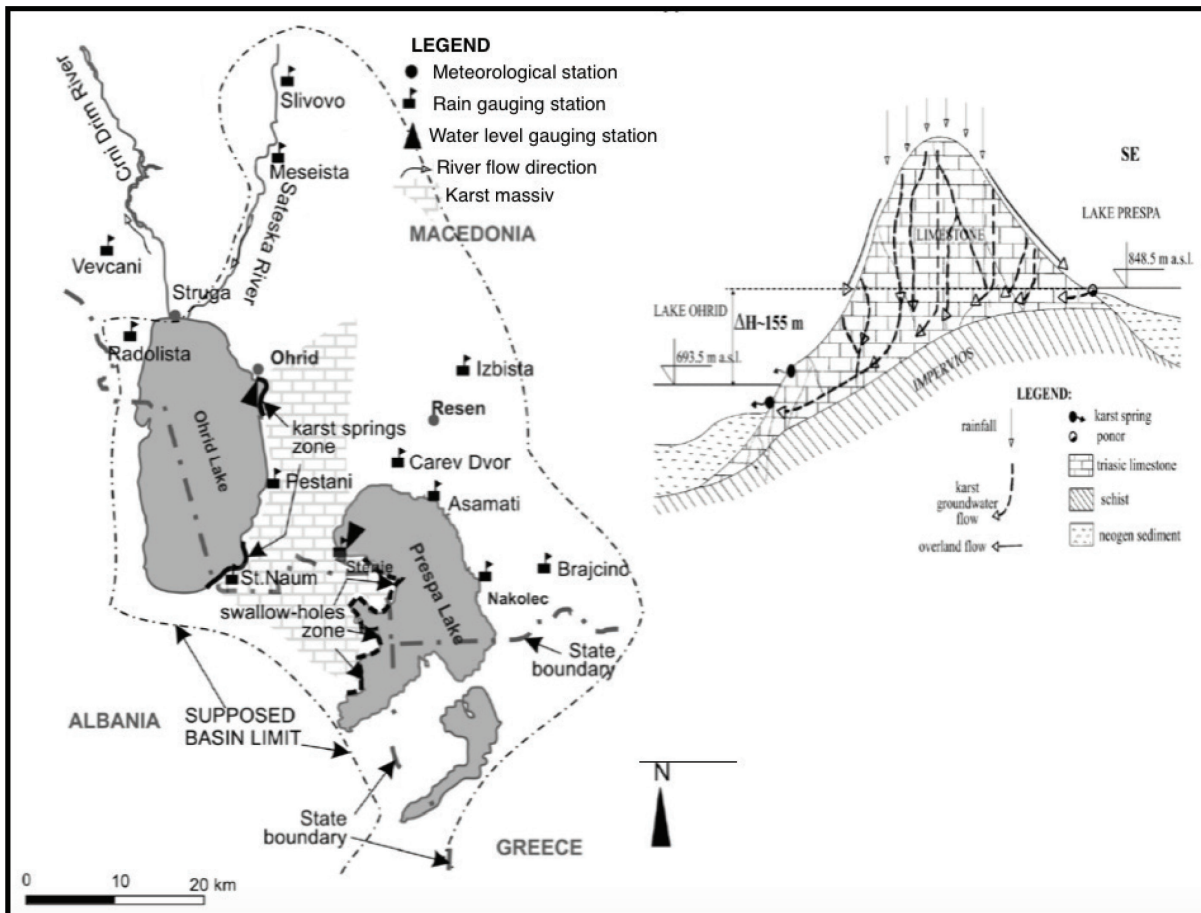 LEGEND
Meteorological station
Rain gauging station
Water level gauging station
River flow direction
Karst massiv
Crni Drim River
Slivovo
Meseista
Sateska River
MACEDONIA
Vevcani
Struga
Radolista
Ohrid
Izbista
Ohrid Lake
karst springs
zone
Resen
Carev Dvor
Pestani
Asamati
Prespa Lake
Stenje
St.Naum
Brajcino
Nakolec
swallow-holes
zone
State
boundary
ALBANIA
SUPPOSED
BASIN LIMIT
State
boundary
GREECE
N
0 10 20 km
SE
LAKE PRESPA
LIMESTONE
848.5 m a.s.l.
LAKE OHRID
ΔH~155 m
693.5 m a.s.l.
IMPERVIOS
LEGEND:
rainfall
karst
groundwater
flow
overland flow
karst spring
ponor
triasic limestone
schist
neogen sediment